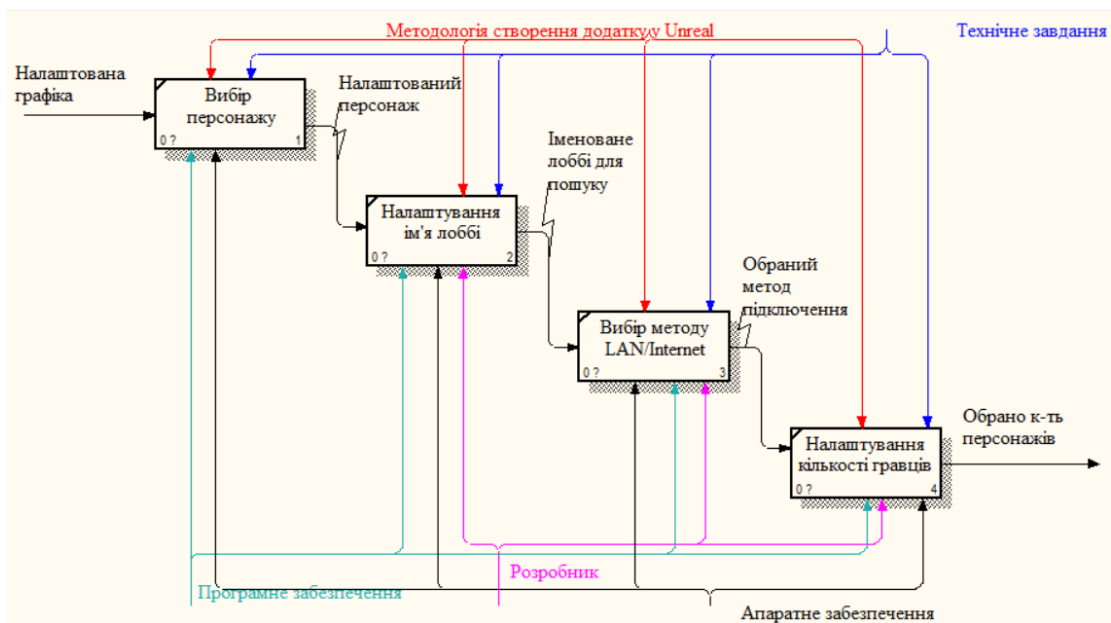 Методологія створення додатку у Unreal
Технічне завдання
Налаштована
графіка
Вибір
персонажу
0 ?
1
Налаштований
персонаж
Налаштування
ім'я лоббі
0 ?
2
Іменоване
лоббі для
пошуку
Вибір методу
LAN/Internet
0 ?
3
Обраний
метод
підключення
Налаштування
кількості гравців
0 ?
4
Обрано к-ть
персонажів
Розробник
Програмне забезпечення
Апаратне забезпечення